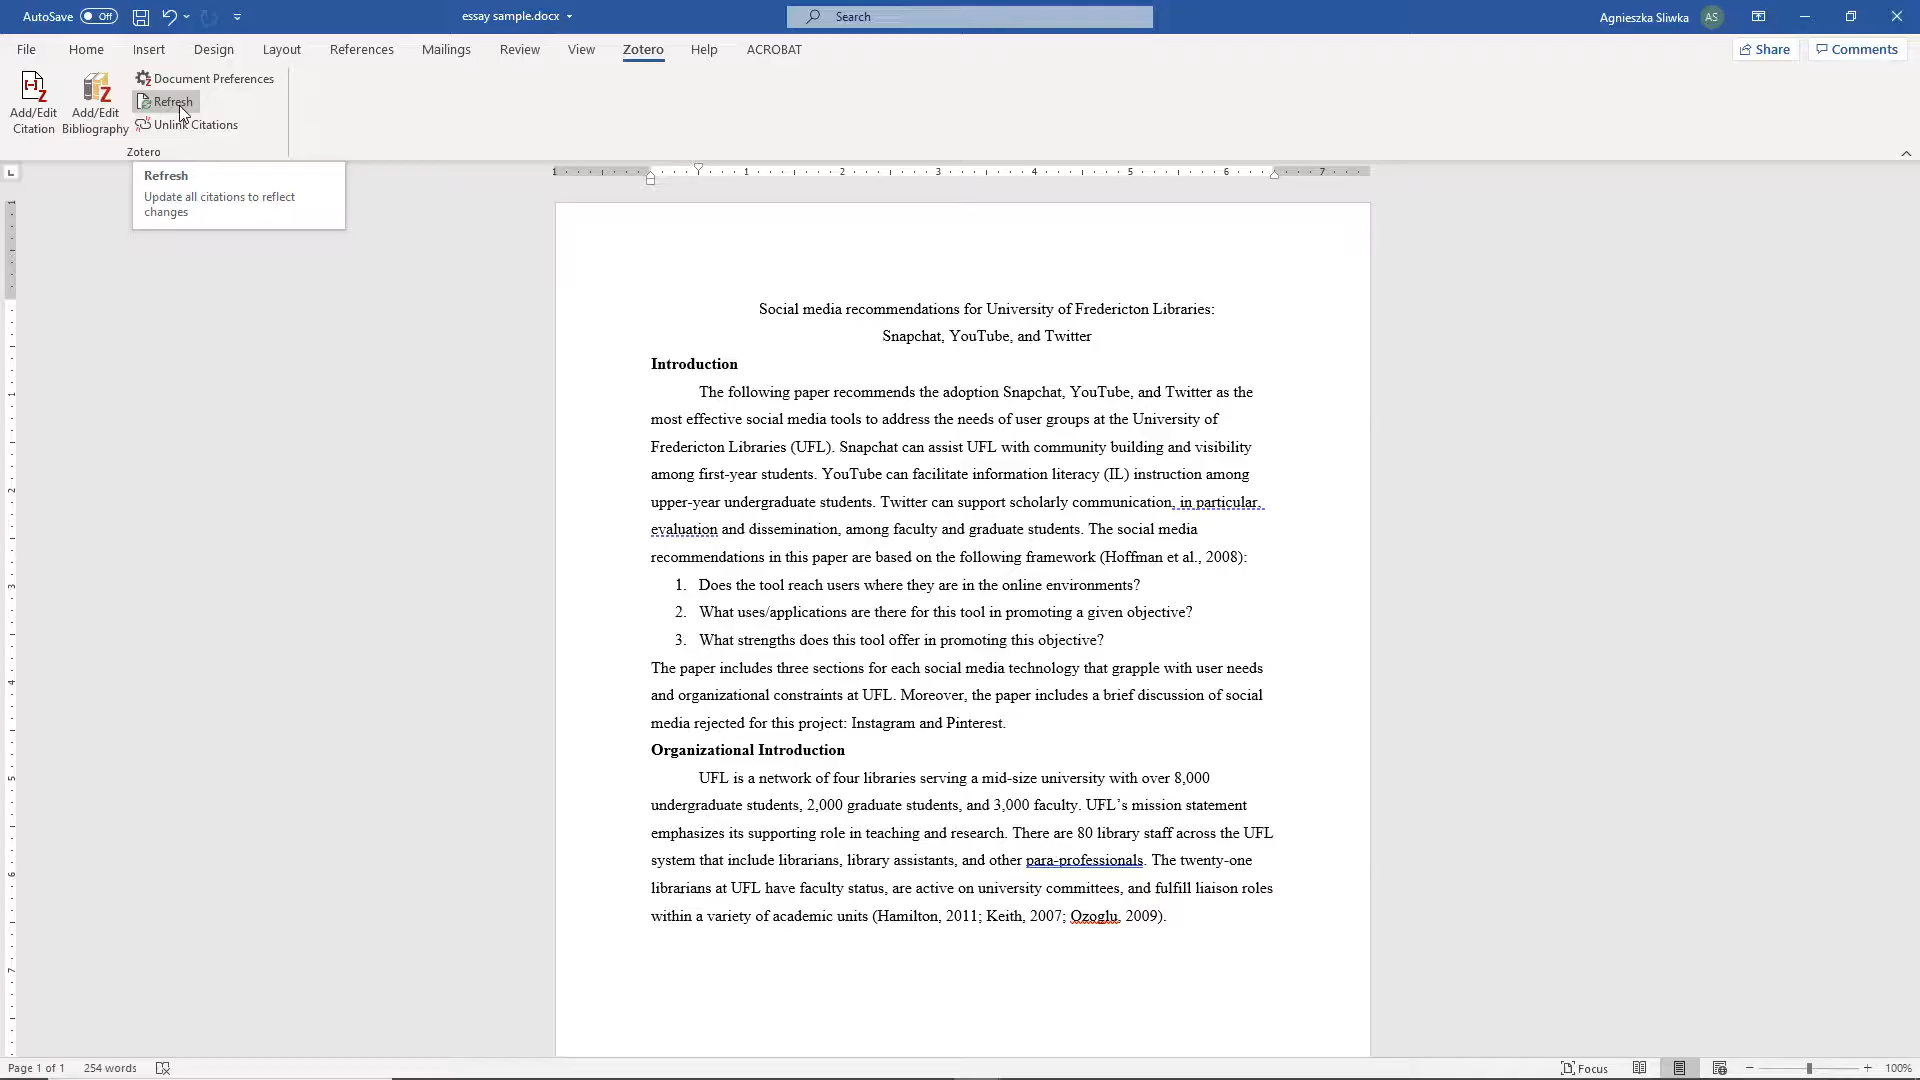 AutoSave Off essay sample.docx Search Agnieszka Sliwka AS
File Home Insert Design Layout References Mailings Review View Zotero Help ACROBAT Share Comments
Add/Edit Citation
Add/Edit Bibliography
Document Preferences
Refresh
Unlink Citations
Zotero
Refresh
Update all citations to reflect
changes
1 1 2 3 4 5 6 7
1
1
2
3
4
5
6
7
Social media recommendations for University of Fredericton Libraries:
Snapchat, YouTube, and Twitter
Introduction
The following paper recommends the adoption Snapchat, YouTube, and Twitter as the
most effective social media tools to address the needs of user groups at the University of
Fredericton Libraries (UFL). Snapchat can assist UFL with community building and visibility
among first-year students. YouTube can facilitate information literacy (IL) instruction among
upper-year undergraduate students. Twitter can support scholarly communication, in particular,
evaluation and dissemination, among faculty and graduate students. The social media
recommendations in this paper are based on the following framework (Hoffman et al., 2008):
1. Does the tool reach users where they are in the online environments?
2. What uses/applications are there for this tool in promoting a given objective?
3. What strengths does this tool offer in promoting this objective?
The paper includes three sections for each social media technology that grapple with user needs
and organizational constraints at UFL. Moreover, the paper includes a brief discussion of social
media rejected for this project: Instagram and Pinterest.
Organizational Introduction
UFL is a network of four libraries serving a mid-size university with over 8,000
undergraduate students, 2,000 graduate students, and 3,000 faculty. UFL's mission statement
emphasizes its supporting role in teaching and research. There are 80 library staff across the UFL
system that include librarians, library assistants, and other para-professionals. The twenty-one
librarians at UFL have faculty status, are active on university committees, and fulfill liaison roles
within a variety of academic units (Hamilton, 2011; Keith, 2007; Ozoglu, 2009).
Page 1 of 1 254 words Focus 100%